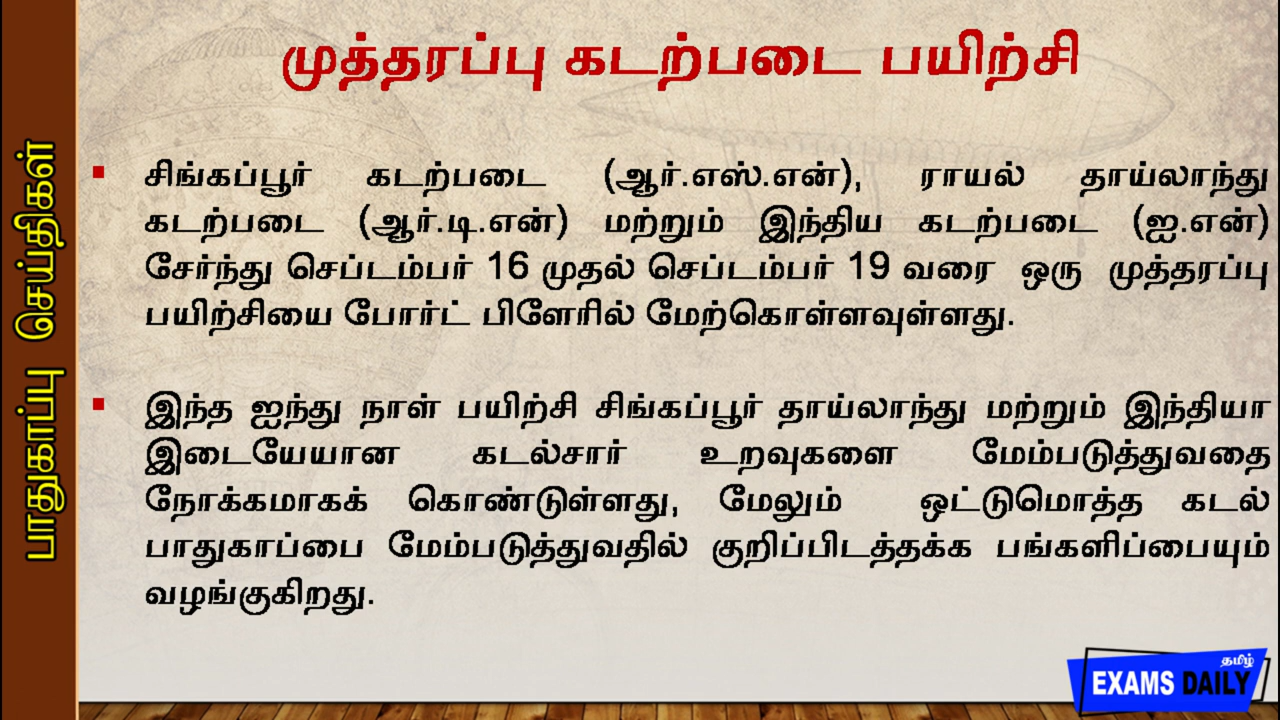 பாதுகாப்பு செய்திகள்
முத்தரப்பு கடற்படை பயிற்சி
▪ சிங்கப்பூர் கடற்படை (ஆர்.எஸ்.என்), ராயல் தாய்லாந்து
கடற்படை (ஆர்.டி.என்) மற்றும் இந்திய கடற்படை (ஐ.என்)
சேர்ந்து செப்டம்பர் 16 முதல் செப்டம்பர் 19 வரை ஒரு முத்தரப்பு
பயிற்சியை போர்ட் பிளேரில் மேற்கொள்ளவுள்ளது.
▪ இந்த ஐந்து நாள் பயிற்சி சிங்கப்பூர் தாய்லாந்து மற்றும் இந்தியா
இடையேயான கடல்சார் உறவுகளை மேம்படுத்துவதை
நோக்கமாகக் கொண்டுள்ளது, மேலும் ஒட்டுமொத்த கடல்
பாதுகாப்பை மேம்படுத்துவதில் குறிப்பிடத்தக்க பங்களிப்பையும்
வழங்குகிறது.
தமிழ்
EXAMS DAILY